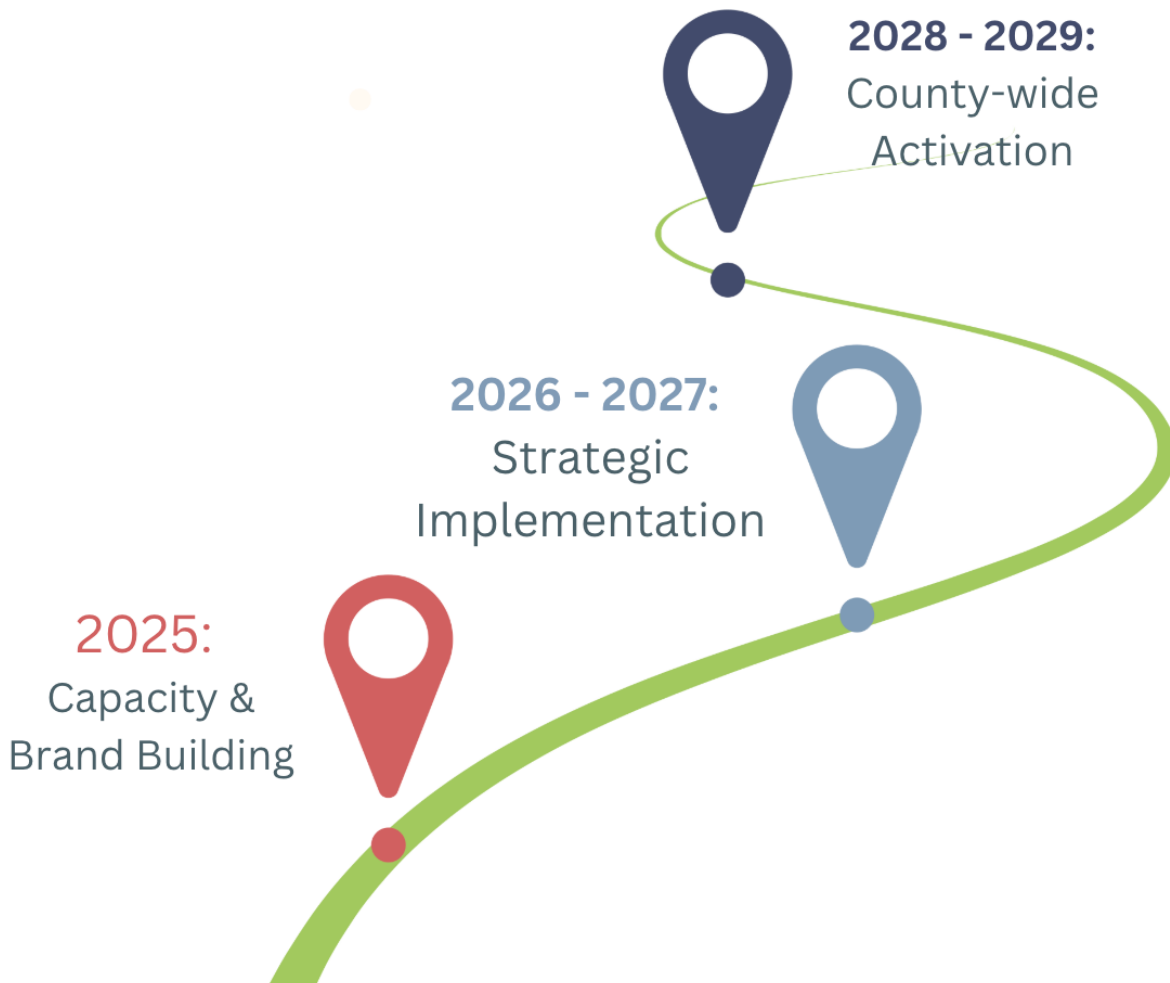 2028 - 2029:
County-wide
Activation
2026 - 2027:
Strategic
Implementation
2025:
Capacity &
Brand Building